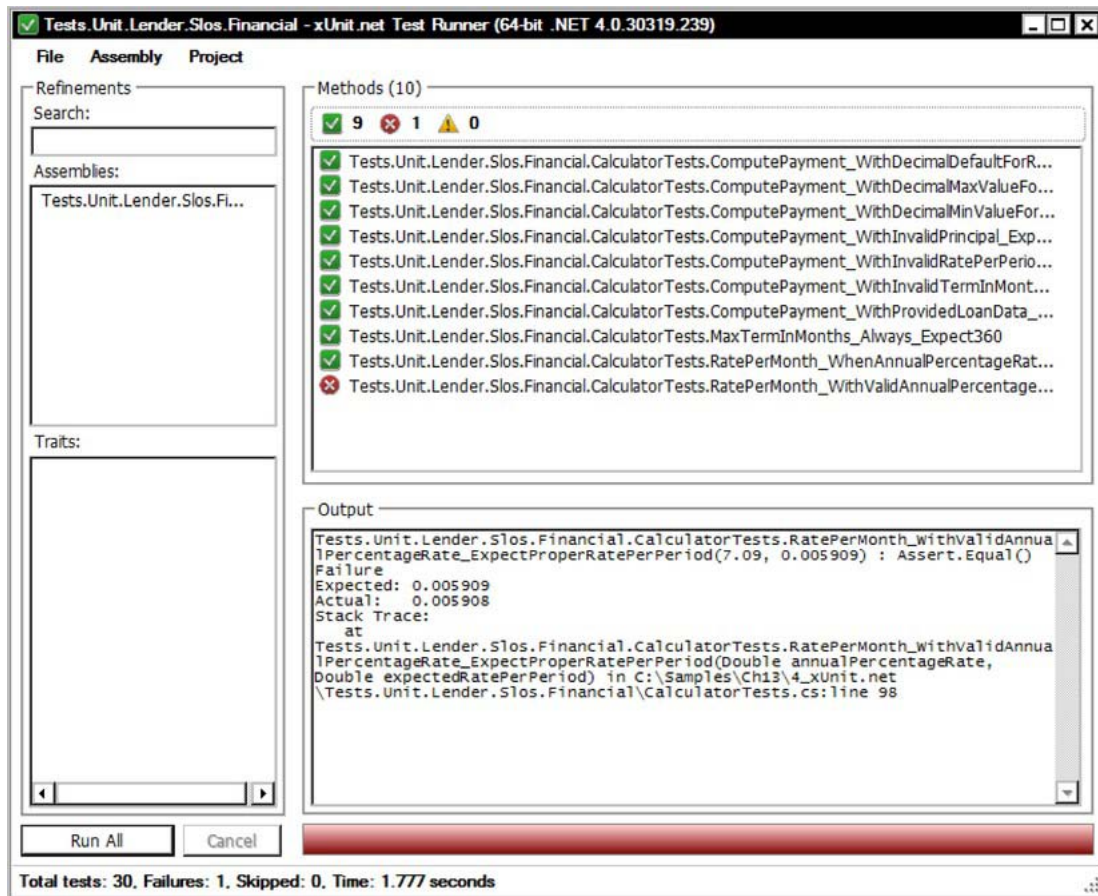 Tests.Unit.Lender.Slos.Financial - xUnit.net Test Runner (64-bit .NET 4.0.30319.239)
File Assembly Project
Refinements
Search:
Assemblies:
Tests.Unit.Lender.Slos.Fi...
Traits:
Methods (10)
9 1 0
Tests.Unit.Lender.Slos.Financial.CalculatorTests.ComputePayment_WithDecimalDefaultForR...
Tests.Unit.Lender.Slos.Financial.CalculatorTests.ComputePayment_WithDecimalMaxValueFo...
Tests.Unit.Lender.Slos.Financial.CalculatorTests.ComputePayment_WithDecimalMinValueFor...
Tests.Unit.Lender.Slos.Financial.CalculatorTests.ComputePayment_WithInvalidPrincipal_Exp...
Tests.Unit.Lender.Slos.Financial.CalculatorTests.ComputePayment_WithInvalidRatePerPerio...
Tests.Unit.Lender.Slos.Financial.CalculatorTests.ComputePayment_WithInvalidTermInMont...
Tests.Unit.Lender.Slos.Financial.CalculatorTests.ComputePayment_WithProvidedLoanData_...
Tests.Unit.Lender.Slos.Financial.CalculatorTests.MaxTermInMonths_Always_Expect360
Tests.Unit.Lender.Slos.Financial.CalculatorTests.RatePerMonth_WhenAnnualPercentageRat...
Tests.Unit.Lender.Slos.Financial.CalculatorTests.RatePerMonth_WithValidAnnualPercentage...
Output
Tests.Unit.Lender.Slos.Financial.CalculatorTests.RatePerMonth_WithValidAnnua
lPercentageRate_ExpectProperRatePerPeriod(7.09, 0.005909) : Assert.Equal()
Failure
Expected: 0.005909
Actual: 0.005908
Stack Trace:
at
Tests.Unit.Lender.Slos.Financial.CalculatorTests.RatePerMonth_WithValidAnnua
lPercentageRate_ExpectProperRatePerPeriod(Double annualPercentageRate,
Double expectedRatePerPeriod) in C:\Samples\Ch13\4_xUnit.net
\Tests.Unit.Lender.Slos.Financial\CalculatorTests.cs:line 98
Run All Cancel
Total tests: 30, Failures: 1, Skipped: 0, Time: 1.777 seconds